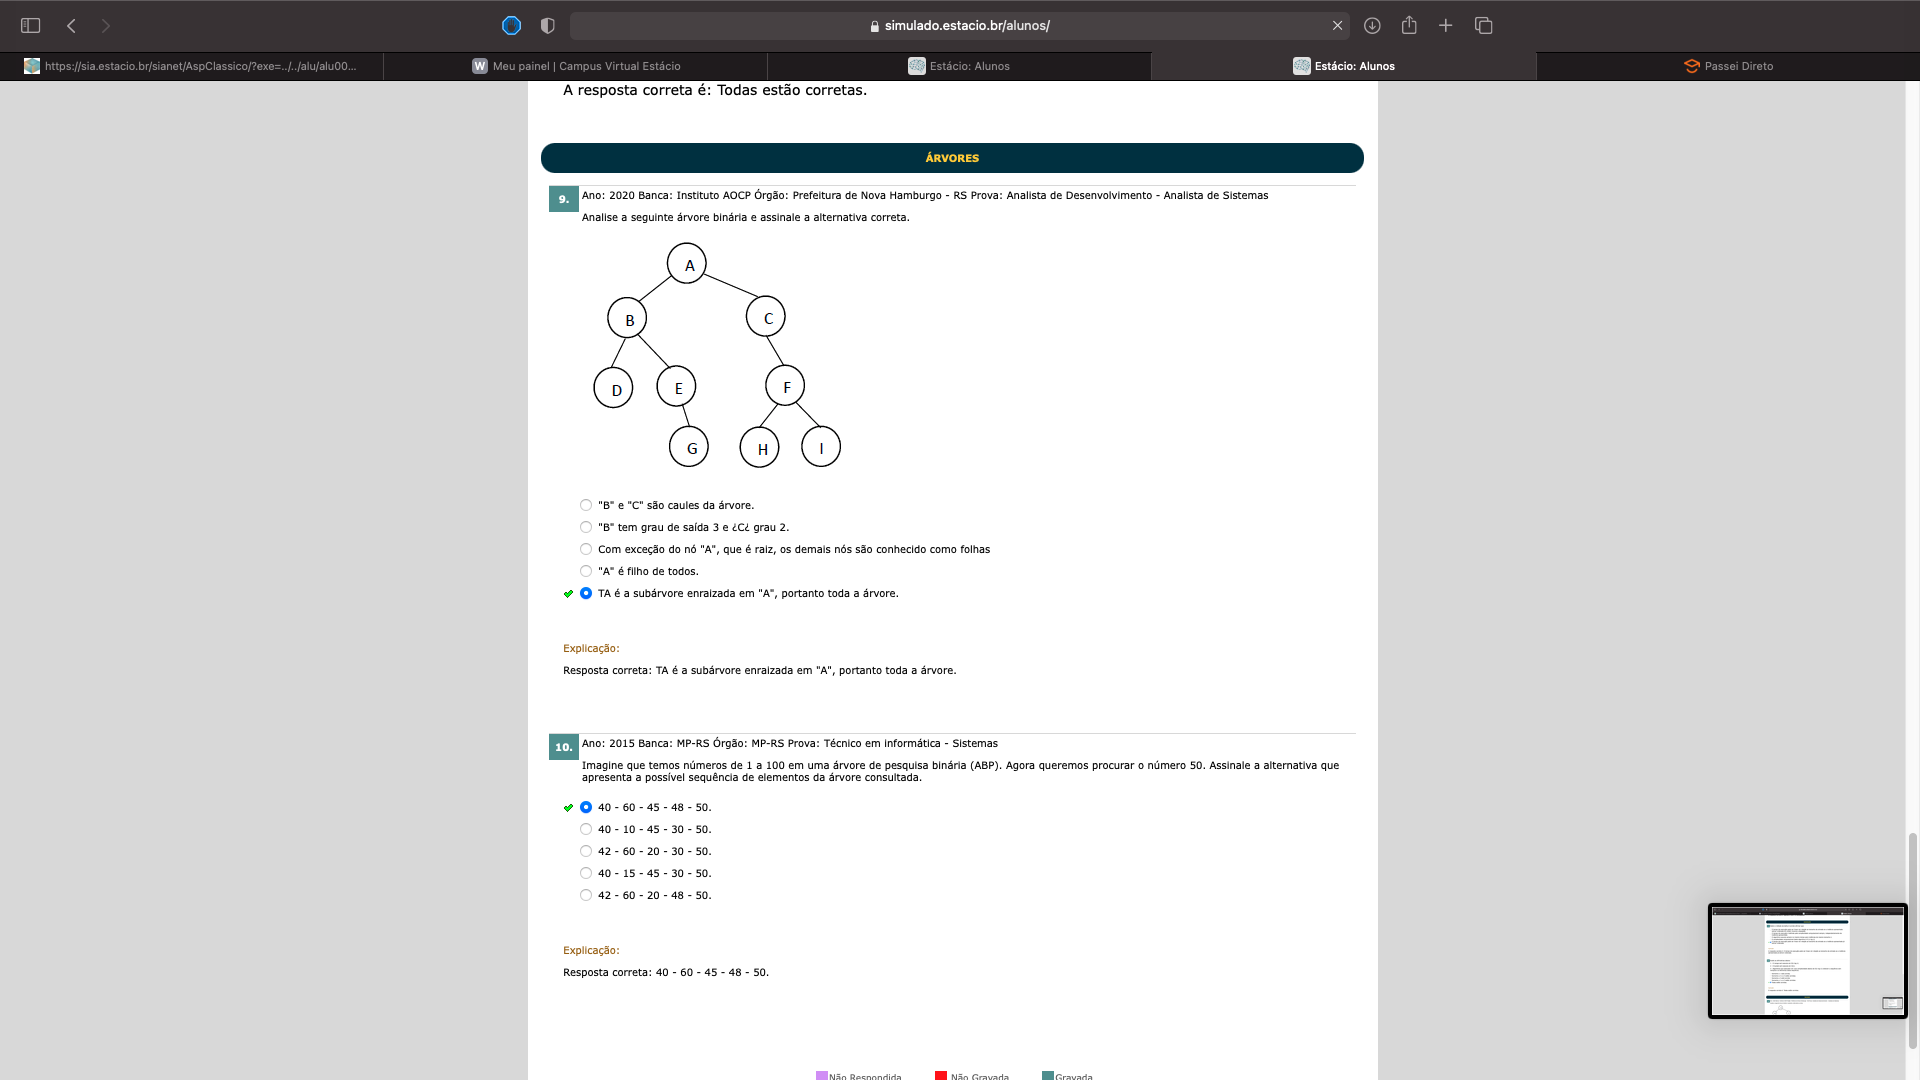 simulado.estacio.br/alunos/
https://sia.estacio.br/sianet/AspClassico/?exe=../../alu/alu00...
W Meu painel | Campus Virtual Estácio
Estácio: Alunos
Estácio: Alunos
Passei Direto
A resposta correta é: Todas estão corretas.
ÁRVORES
9. Ano: 2020 Banca: Instituto AOCP Órgão: Prefeitura de Nova Hamburgo - RS Prova: Analista de Desenvolvimento - Analista de Sistemas
Analise a seguinte árvore binária e assinale a alternativa correta.
A
B C
D E F
G H I
"B" e "C" são caules da árvore.
"B" tem grau de saída 3 e ¿C¿ grau 2.
Com exceção do nó "A", que é raiz, os demais nós são conhecido como folhas
"A" é filho de todos.
TA é a subárvore enraizada em "A", portanto toda a árvore.
Explicação:
Resposta correta: TA é a subárvore enraizada em "A", portanto toda a árvore.
10. Ano: 2015 Banca: MP-RS Órgão: MP-RS Prova: Técnico em informática - Sistemas
Imagine que temos números de 1 a 100 em uma árvore de pesquisa binária (ABP). Agora queremos procurar o número 50. Assinale a alternativa que
apresenta a possível sequência de elementos da árvore consultada.
40 - 60 - 45 - 48 - 50.
40 - 10 - 45 - 30 - 50.
42 - 60 - 20 - 30 - 50.
40 - 15 - 45 - 30 - 50.
42 - 60 - 20 - 48 - 50.
Explicação:
Resposta correta: 40 - 60 - 45 - 48 - 50.
Não Respondida Não Gravada Gravada